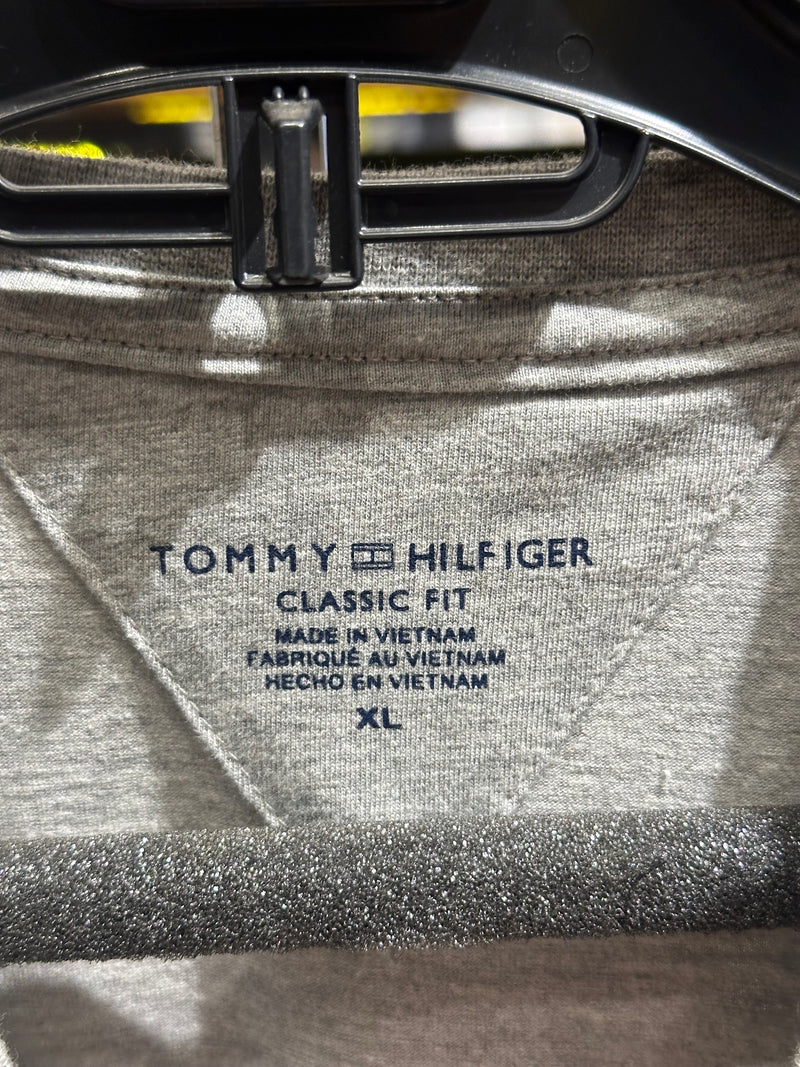 TOMMY HILFIGER
CLASSIC FIT
MADE IN VIETNAM
FABRIQUÉ AU VIETNAM
HECHO EN VIETNAM
XL